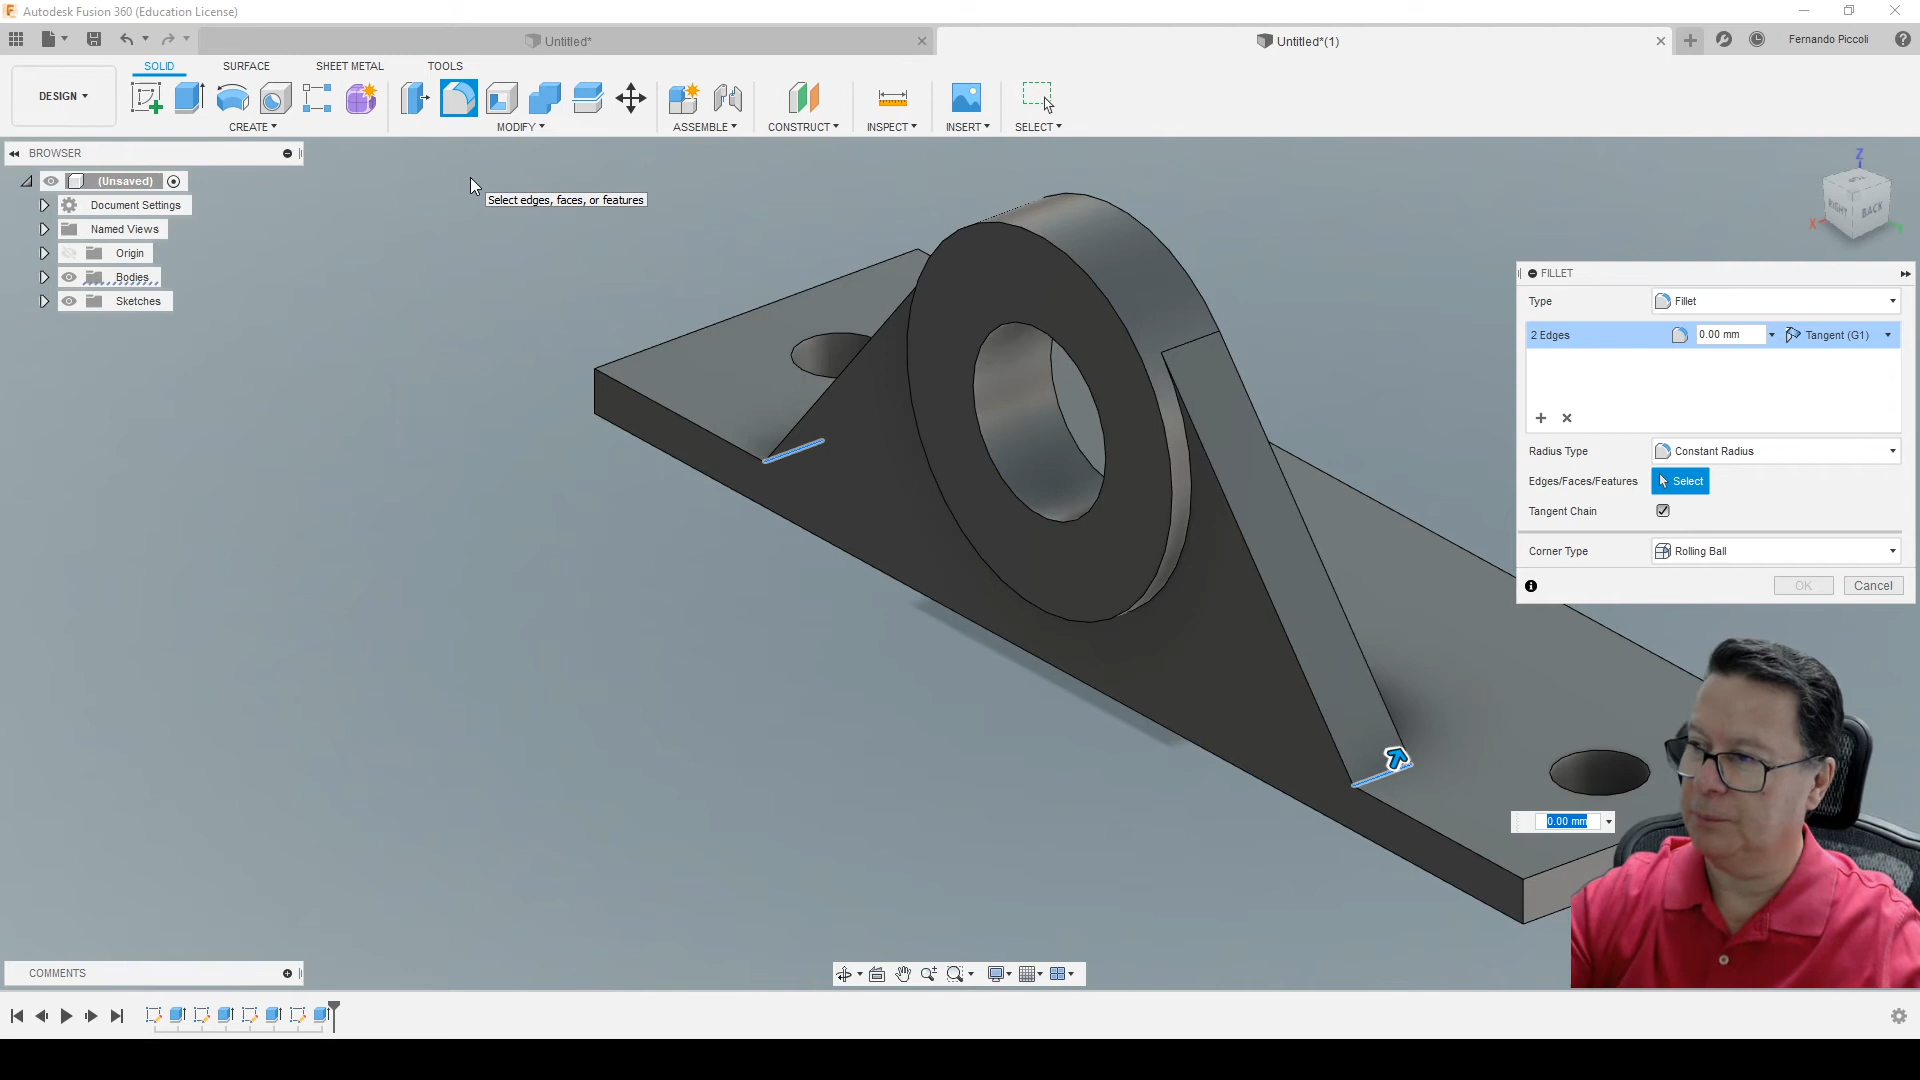 Autodesk Fusion 360 (Education License)
Untitled*
Untitled*(1)
Fernando Piccoli
SOLID
SURFACE
SHEET METAL
TOOLS
DESIGN
CREATE
MODIFY
ASSEMBLE
CONSTRUCT
INSPECT
INSERT
SELECT
BROWSER
(Unsaved)
Document Settings
Named Views
Origin
Bodies
Sketches
Select edges, faces, or features
Z
RIGHT
BACK
X
FILLET
Type
Fillet
2 Edges
0.00 mm
Tangent (G1)
Radius Type
Constant Radius
Edges/Faces/Features
Select
Tangent Chain
Corner Type
Rolling Ball
OK
Cancel
0.00 mm
COMMENTS